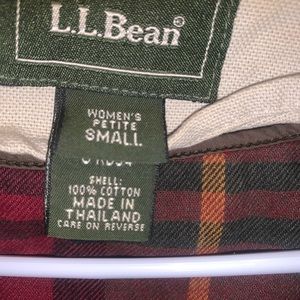 L.L.Bean®
WOMEN'S
PETITE
SMALL
SHELL:
100% COTTON
MADE IN
THAILAND
CARE ON REVERSE